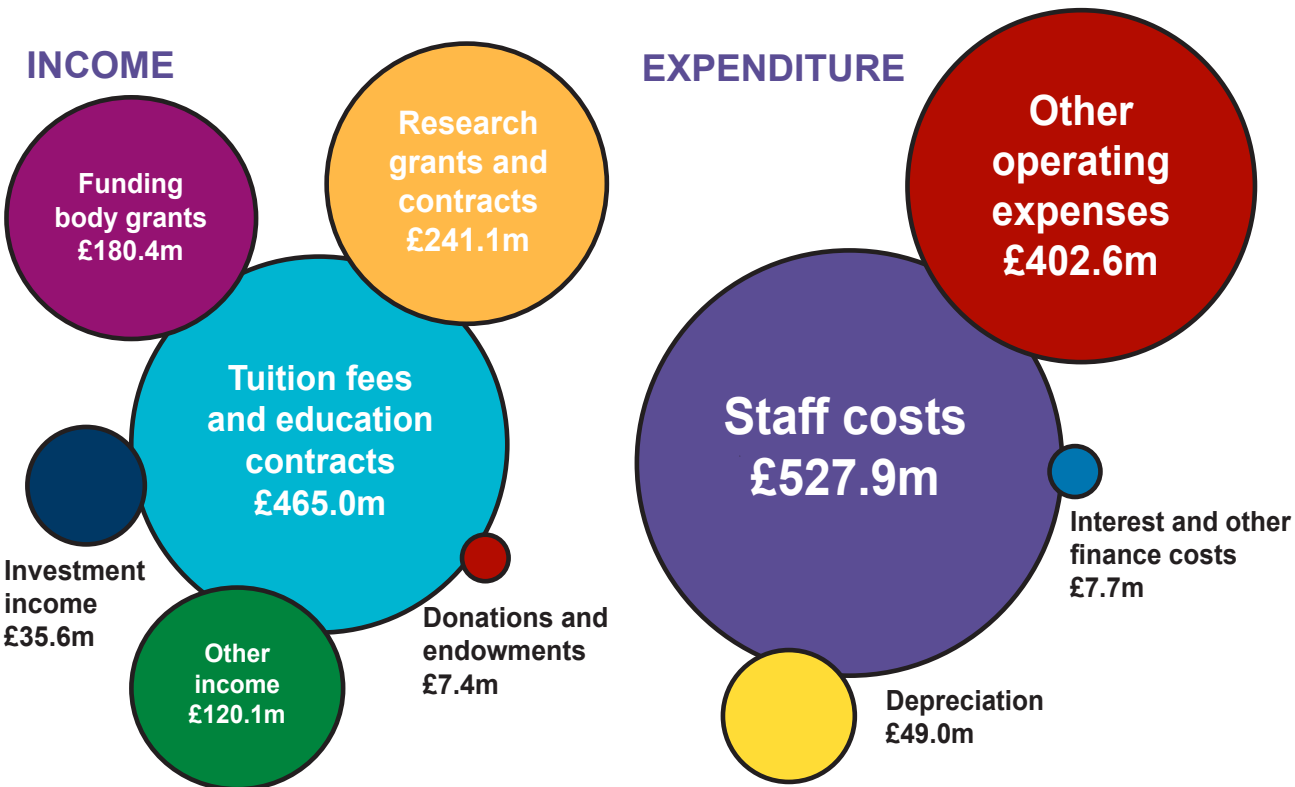 INCOME
Funding
body grants
£180.4m
Research
grants and
contracts
£241.1m
Tuition fees
and education
contracts
£465.0m
Investment
income
£35.6m
Other
income
£120.1m
Donations and
endowments
£7.4m
EXPENDITURE
Other
operating
expenses
£402.6m
Staff costs
£527.9m
Interest and other
finance costs
£7.7m
Depreciation
£49.0m